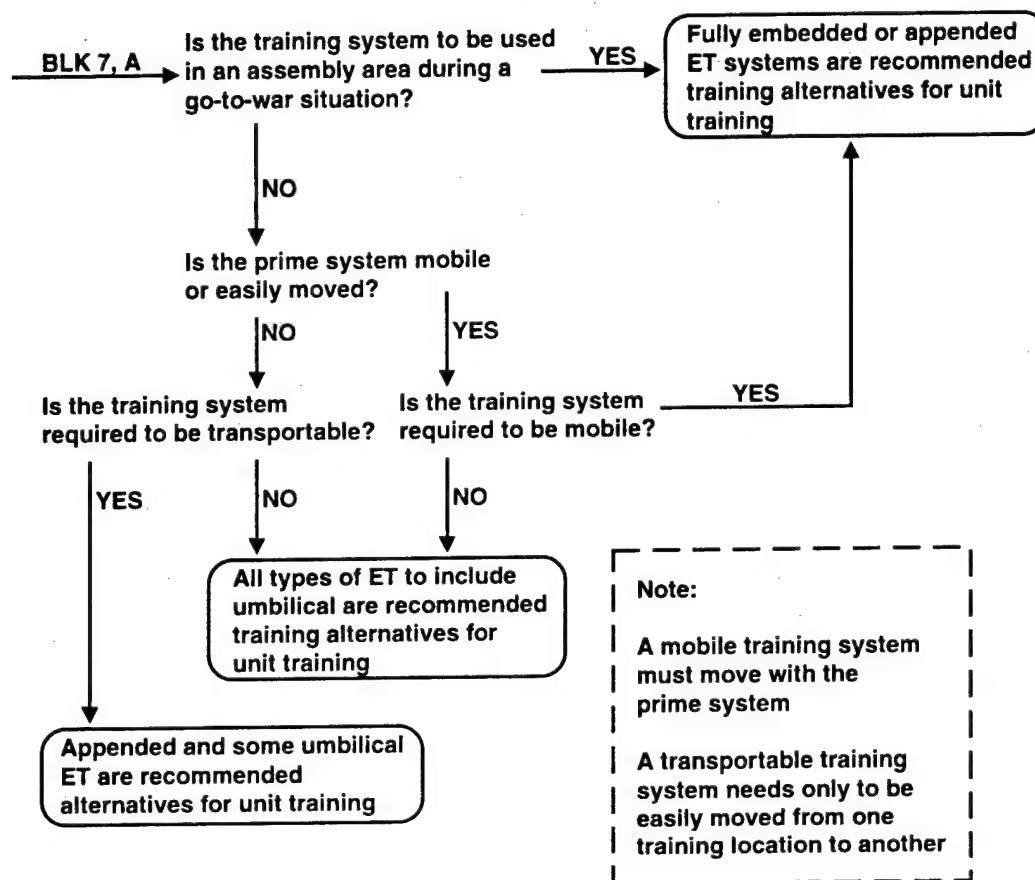 BLK 7, A
Is the training system to be used
in an assembly area during a
go-to-war situation?
YES
Fully embedded or appended
ET systems are recommended
training alternatives for unit
training
NO
Is the prime system mobile
or easily moved?
NO
YES
Is the training system
required to be transportable?
Is the training system
required to be mobile?
YES
YES
NO
NO
All types of ET to include
umbilical are recommended
training alternatives for
unit training
Appended and some umbilical
ET are recommended
alternatives for unit training
Note:
A mobile training system
must move with the
prime system
A transportable training
system needs only to be
easily moved from one
training location to another